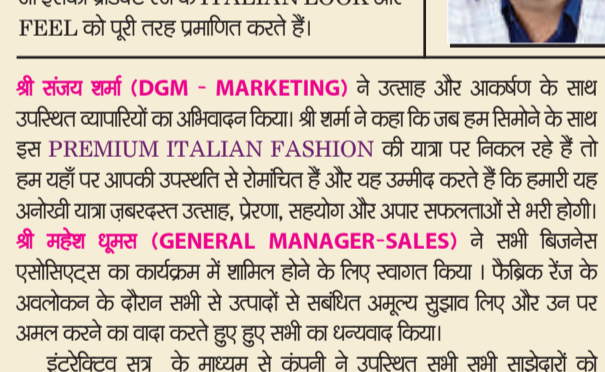 FEEL को पूरी तरह प्रमाणित करते हैं।
श्री संजय शर्मा (DGM - MARKETING) ने उत्साह और आकर्षण के साथ
उपस्थित व्यापारियों का अभिवादन किया। श्री शर्मा ने कहा कि जब हम सिमोने के साथ
इस PREMIUM ITALIAN FASHION की यात्रा पर निकल रहे हैं तो
हम यहाँ पर आपकी उपस्थति से रोमांचित हैं और यह उम्मीद करते हैं कि हमारी यह
अनोखी यात्रा ज़बरदस्त उत्साह, प्रेरणा, सहयोग और अपार सफलताओं से भरी होगी।
श्री महेश धूमस (GENERAL MANAGER-SALES) ने सभी बिजनेस
एसोसिएट्स का कार्यक्रम में शामिल होने के लिए स्वागत किया । फैब्रिक रेंज के
अवलोकन के दौरान सभी से उत्पादों से सबंधित अमूल्य सुझाव लिए और उन पर
अमल करने का वादा करते हुए हुए सभी का धन्यवाद किया।
इंटरेक्टिव सत्र के माध्यम से कंपनी ने उपस्थित सभी सभी साझेदारों को